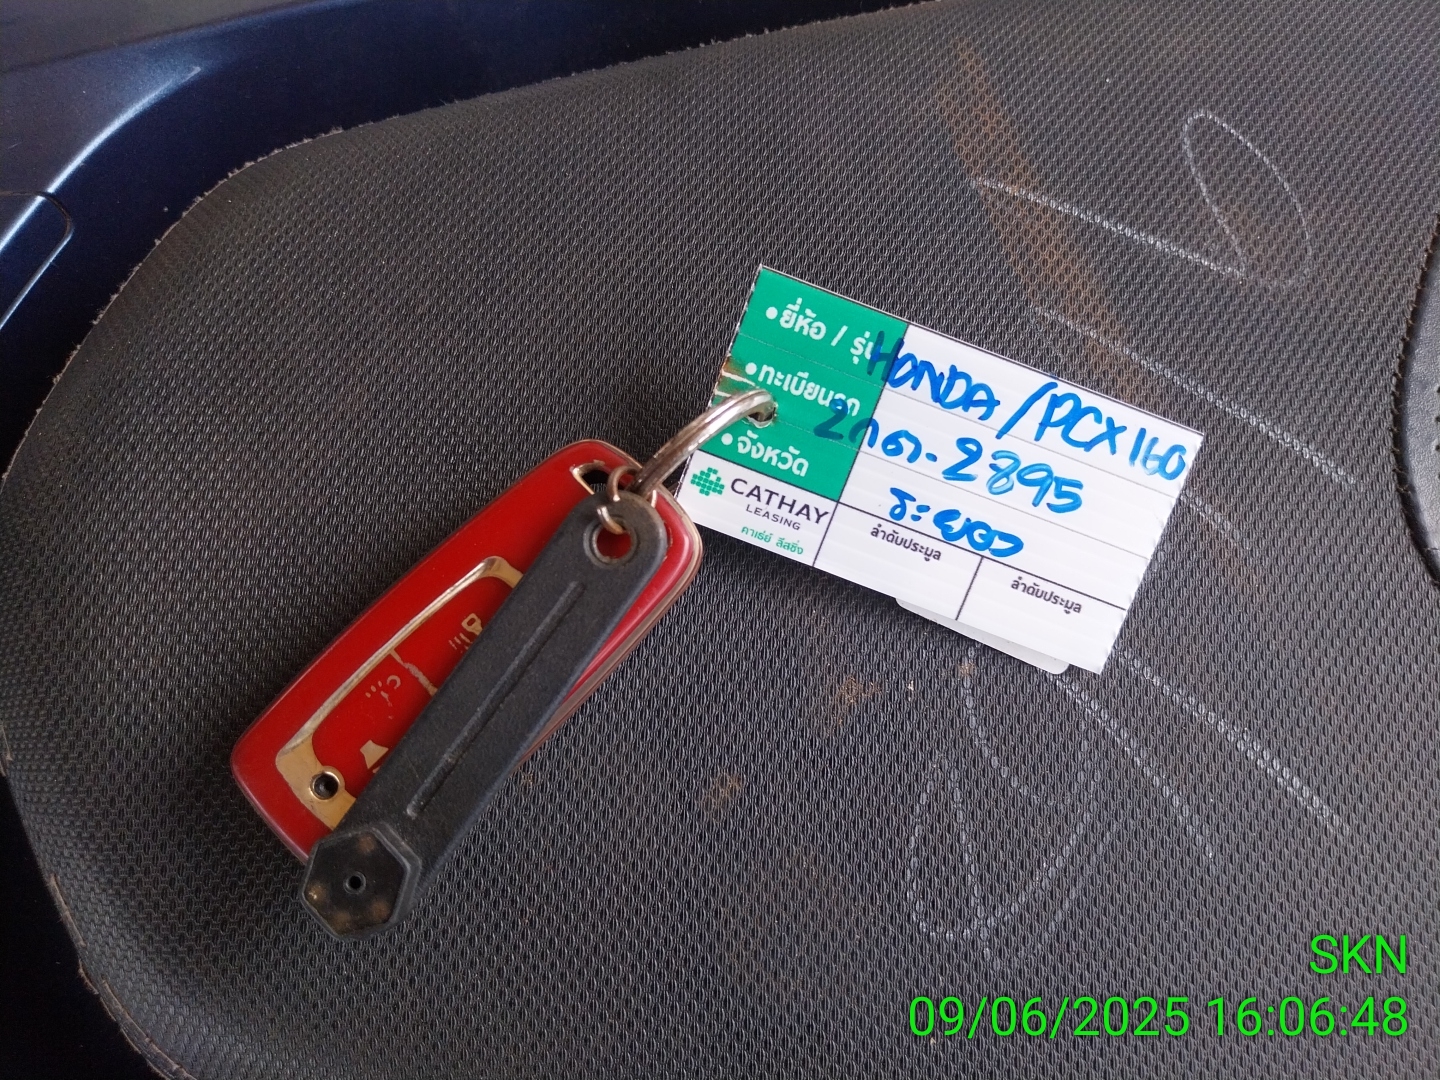 •ยี่ห้อ / รุ่น HONDA / PCX 160
•ทะเบียนรถ 2กต-2895
•จังหวัด ระยอง
CATHAY
LEASING
คาเธ่ย์ ลีสซิ่ง
ลำดับประมูล
ลำดับประมูล
SKN
09/06/2025 16:06:48